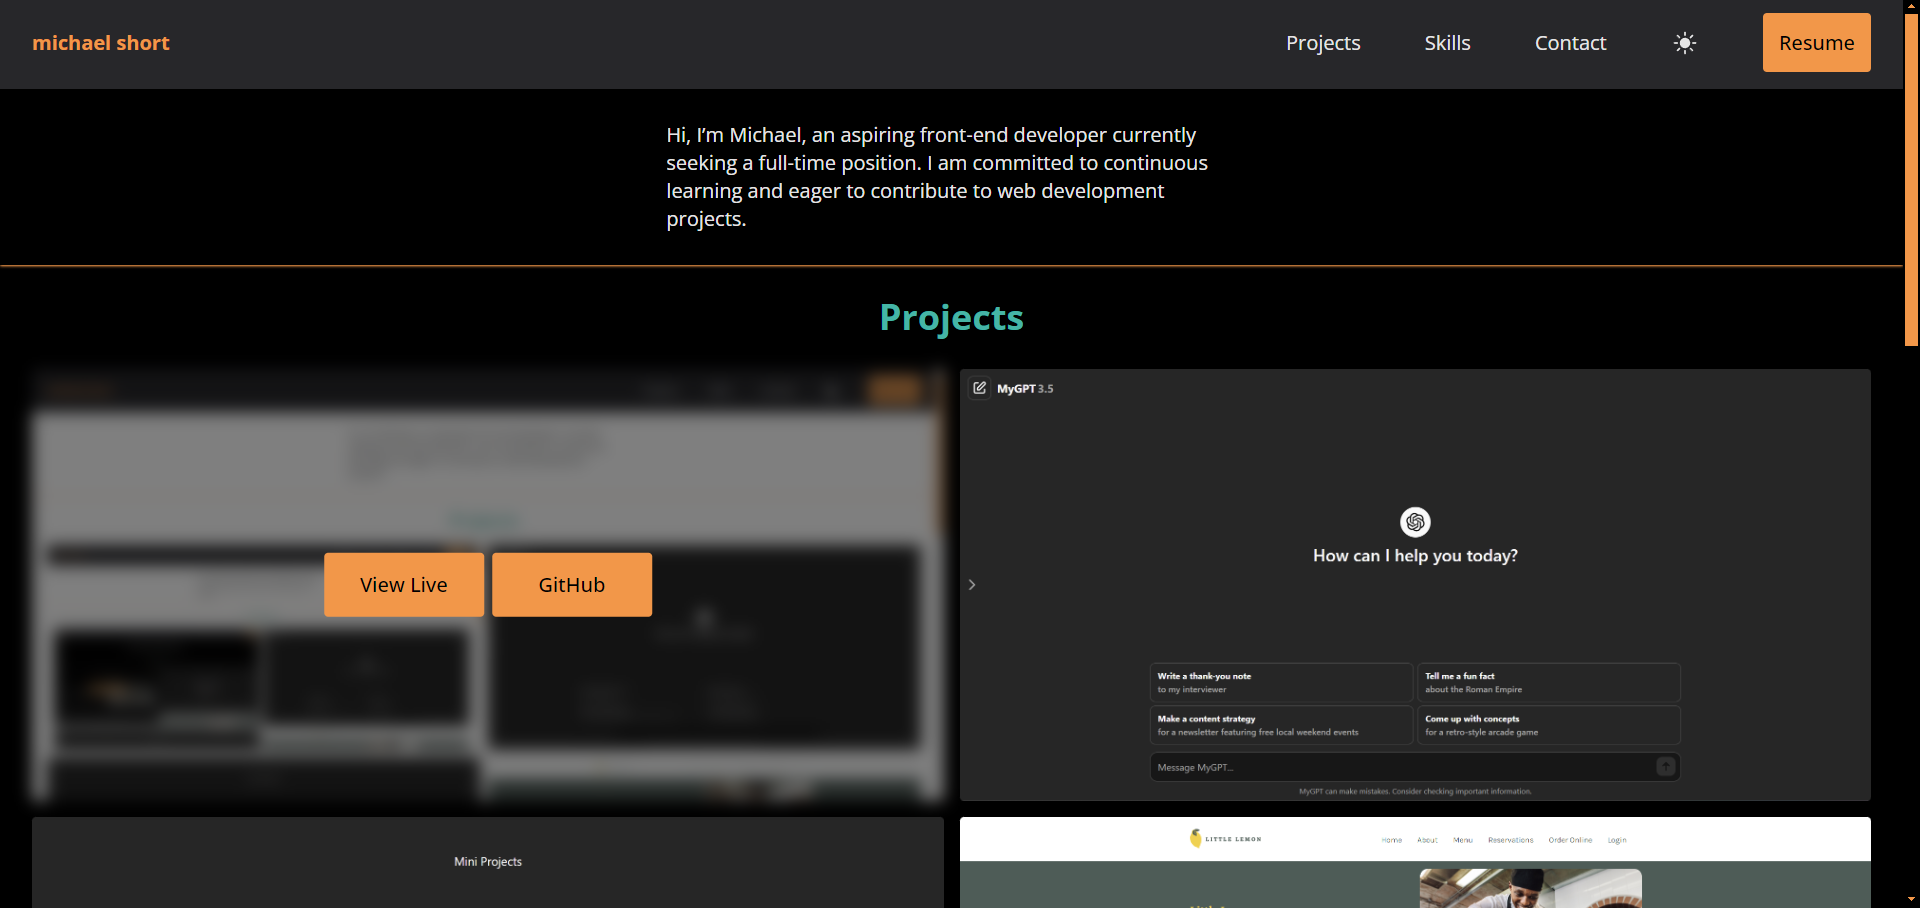 michael short
Projects
Skills
Contact
Resume
Hi, I’m Michael, an aspiring front-end developer currently
seeking a full-time position. I am committed to continuous
learning and eager to contribute to web development
projects.
Projects
View Live
GitHub
MyGPT 3.5
How can I help you today?
Write a thank-you note
to my interviewer
Tell me a fun fact
about the Roman Empire
Make a content strategy
for a newsletter featuring free local weekend events
Come up with concepts
for a retro-style arcade game
Message MyGPT...
MyGPT can make mistakes. Consider checking important information.
Mini Projects
LITTLE LEMON
Home
About
Menu
Reservations
Order Online
Login